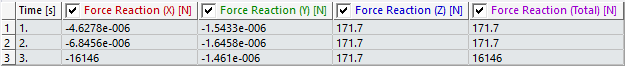 Time [s] Force Reaction (X) [N] Force Reaction (Y) [N] Force Reaction (Z) [N] Force Reaction (Total) [N]
1 1. -4.6278e-006 -1.5433e-006 171.7 171.7
2 2. -6.8456e-006 -1.6458e-006 171.7 171.7
3 3. -16146 -1.461e-006 171.7 16146